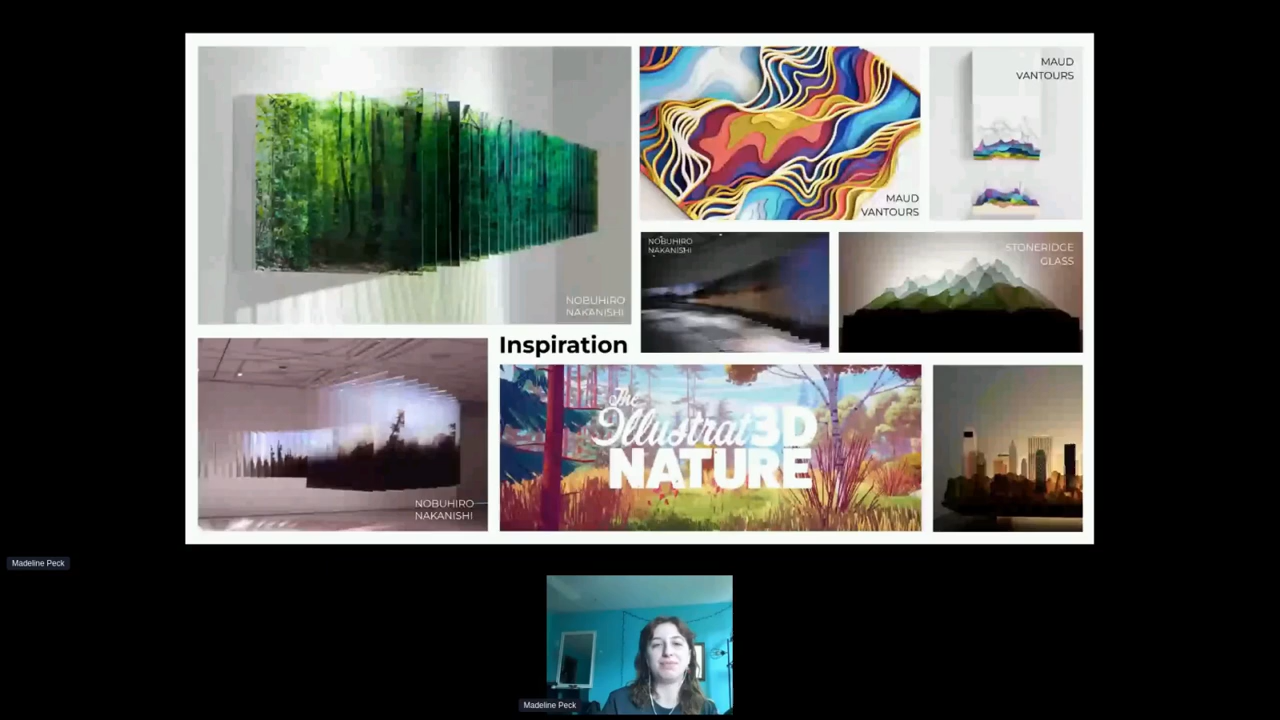 MAUD
VANTOURS
MAUD
VANTOURS
NOBUHIRO
NAKANISHI
STONERIDGE
GLASS
NOBUHIRO
NAKANISHI
Inspiration
The
Illustrat3D
NATURE
NOBUHIRO
NAKANISHI
Madeline Peck
Madeline Peck